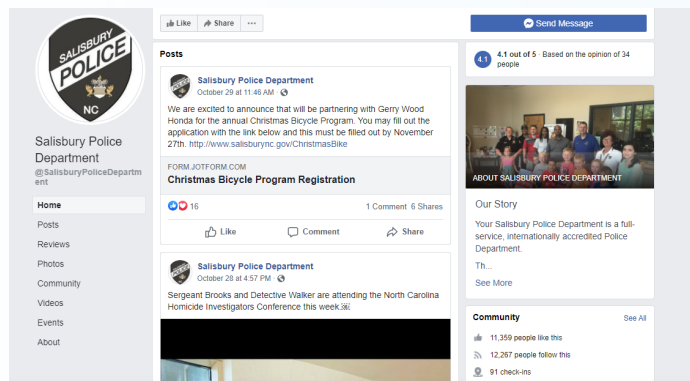 SALISBURY
POLICE
NC
Salisbury Police
Department
@SalisburyPoliceDepartm
ent
Home
Posts
Reviews
Photos
Community
Videos
Events
About
Like
Share
...
Posts
Salisbury Police Department
October 29 at 11:46 AM ·
We are excited to announce that will be partnering with Gerry Wood
Honda for the annual Christmas Bicycle Program. You may fill out the
application with the link below and this must be filled out by November
27th. http://www.salisburync.gov/ChristmasBike
FORM.JOTFORM.COM
Christmas Bicycle Program Registration
16
1 Comment 6 Shares
Like
Comment
Share
Salisbury Police Department
October 28 at 4:57 PM ·
Sergeant Brooks and Detective Walker are attending the North Carolina
Homicide Investigators Conference this week.
Send Message
4.1
4.1 out of 5 · Based on the opinion of 34
people
ABOUT SALISBURY POLICE DEPARTMENT
Our Story
Your Salisbury Police Department is a full-
service, internationally accredited Police
Department.
Th...
See More
Community
See All
11,359 people like this
12,267 people follow this
91 check-ins